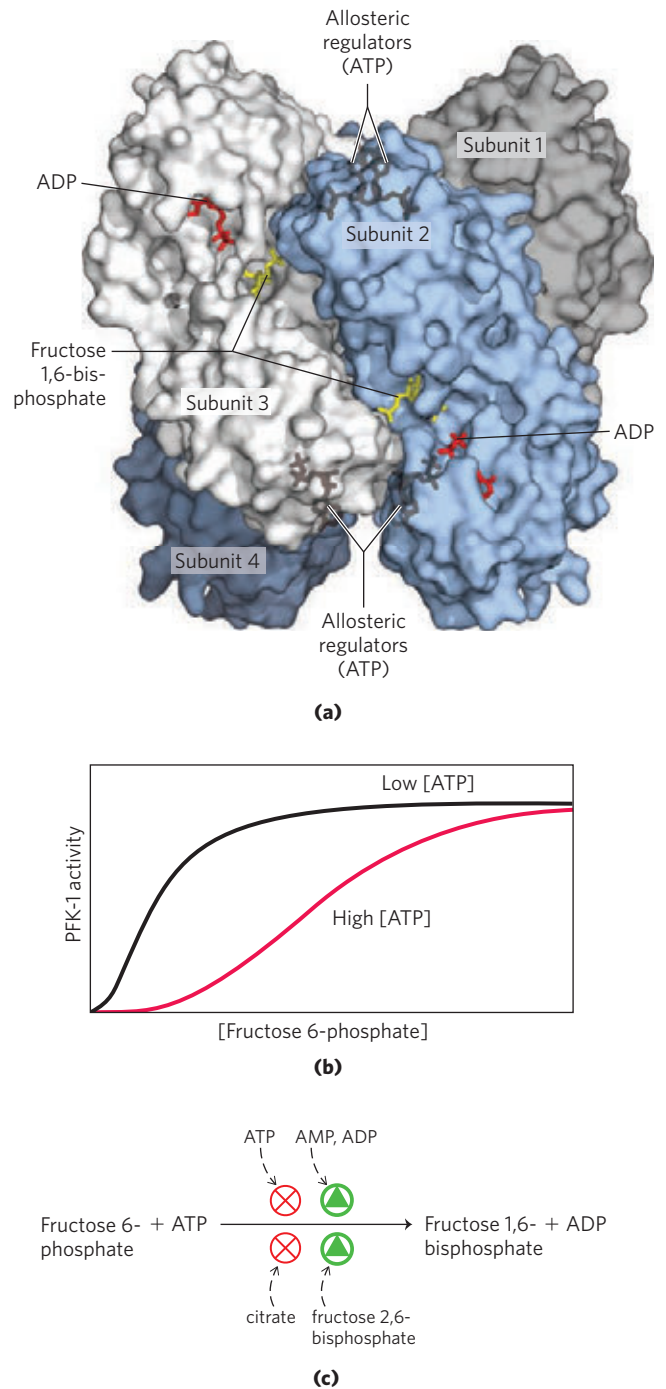 Allosteric
regulators
(ATP)
Subunit 1
ADP
Subunit 2
Fructose
1,6-bis-
phosphate
Subunit 3
ADP
Subunit 4
Allosteric
regulators
(ATP)
(a)
Low [ATP]
PFK-1 activity
High [ATP]
[Fructose 6-phosphate]
(b)
ATP AMP, ADP
Fructose 6- + ATP Fructose 1,6- + ADP
phosphate bisphosphate
citrate fructose 2,6-
bisphosphate
(c)